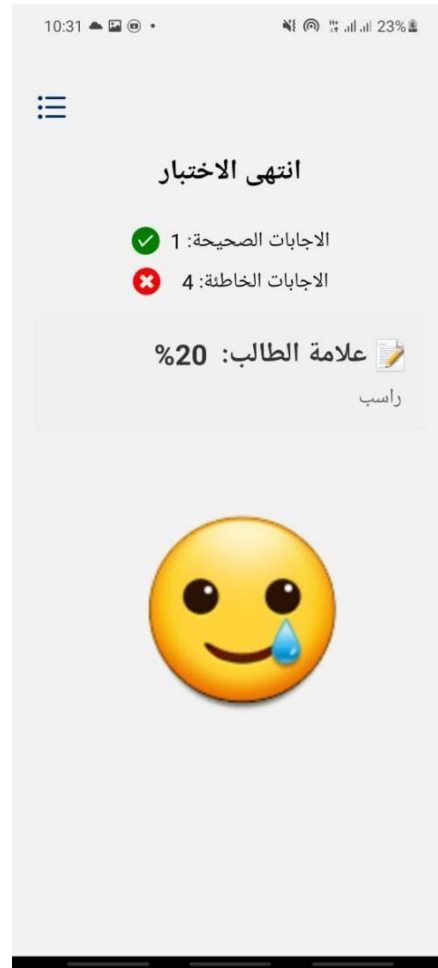 10:31 23%
انتهى الاختبار
الاجابات الصحيحة: 1
الاجابات الخاطئة: 4
علامة الطالب: 20%
راسب